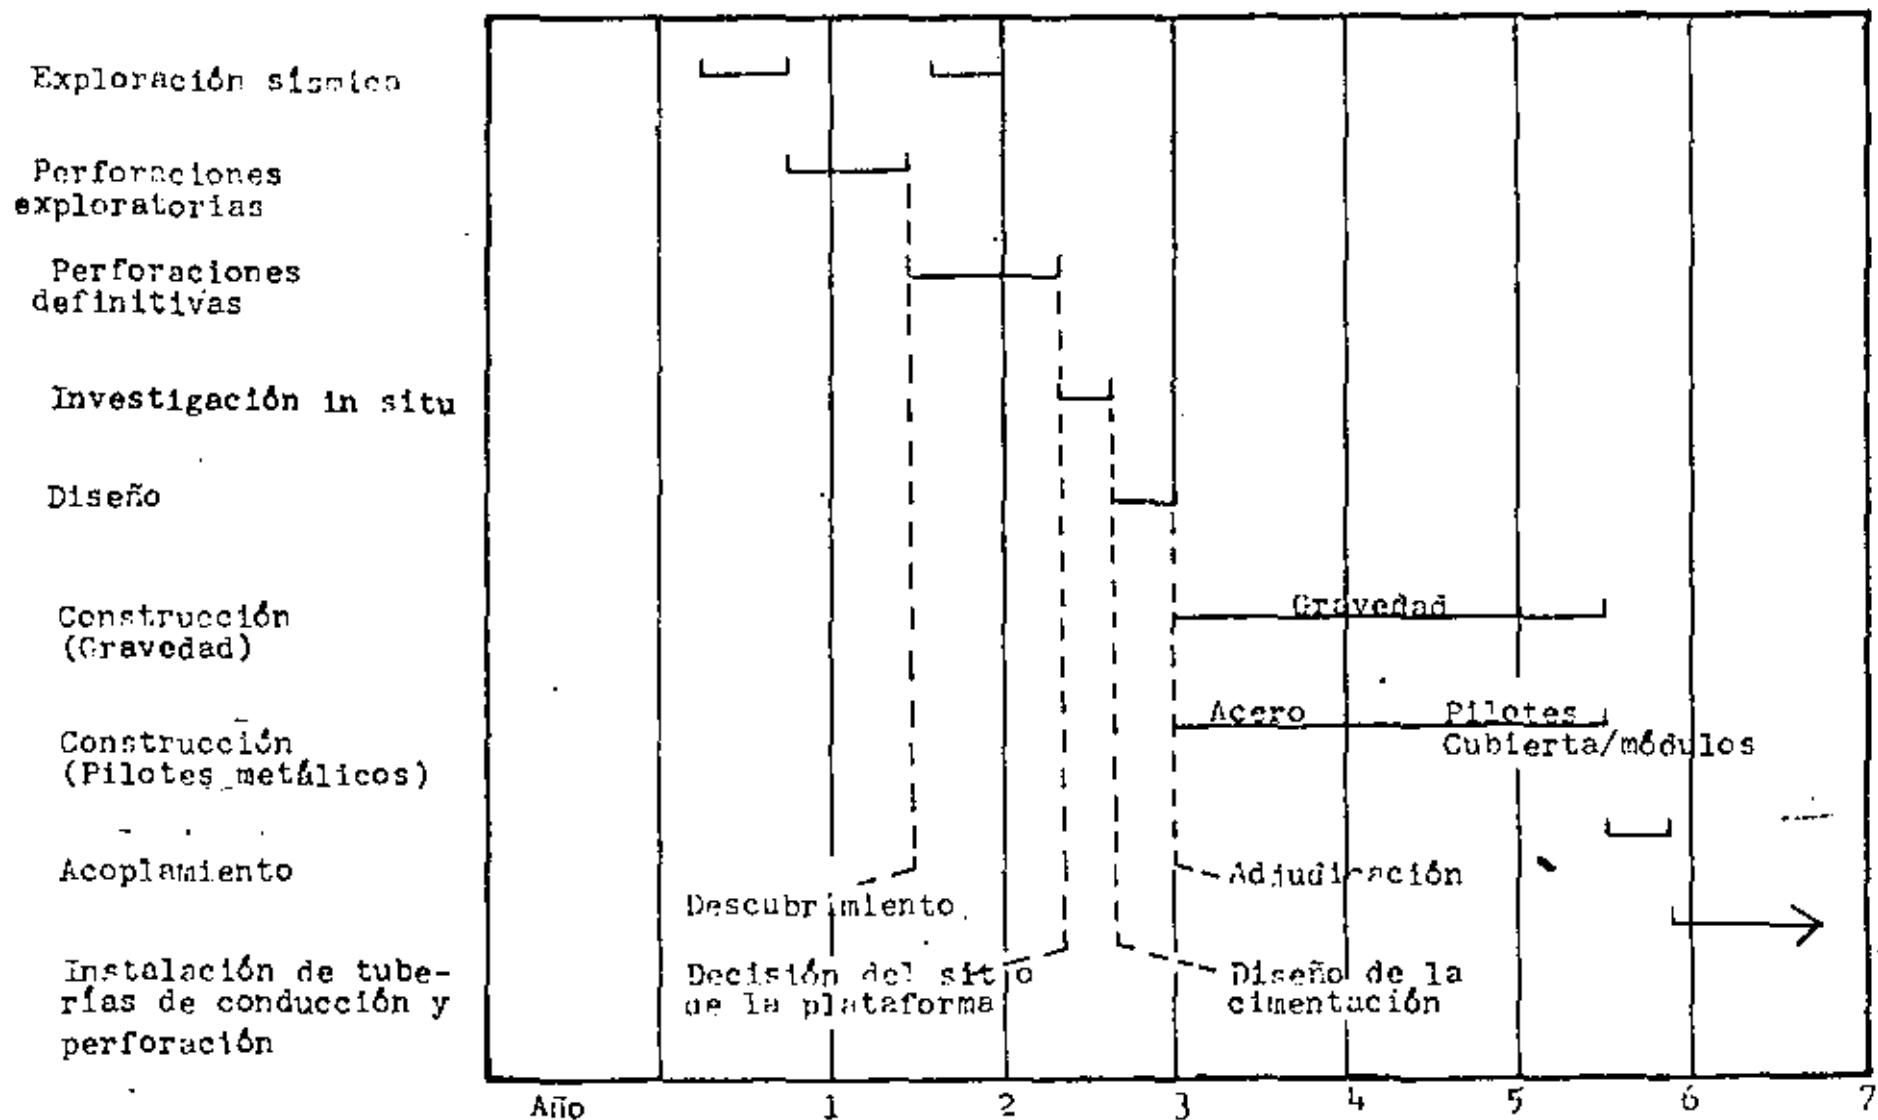 Exploración sísmica
Perforaciones
exploratorias
Perforaciones
definitivas
Investigación in situ
Diseño
Construcción
(Gravedad)
Gravedad
Construcción
(Pilotes metálicos)
Acero
Pilotes
Cubierta/módulos
Acoplamiento
Adjudicación
Descubrimiento
Instalación de tube-
rías de conducción y
perforación
Decisión del sitio
de la plataforma
Diseño de la
cimentación
Año 1 2 3 4 5 6 7